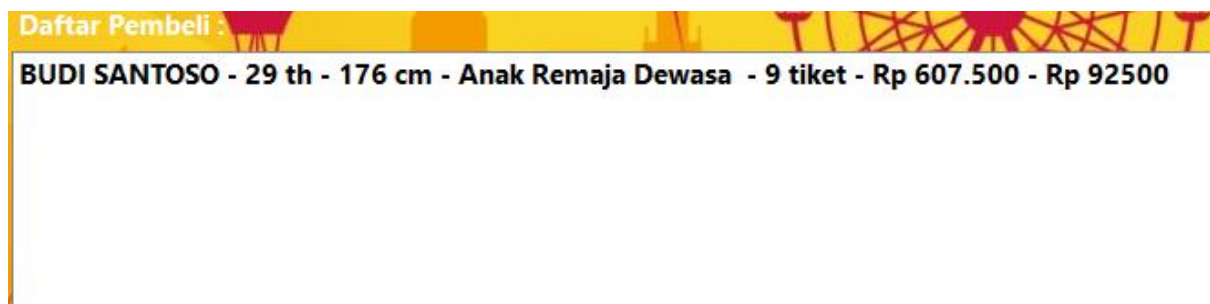 Daftar Pembeli :
BUDI SANTOSO - 29 th - 176 cm - Anak Remaja Dewasa - 9 tiket - Rp 607.500 - Rp 92500